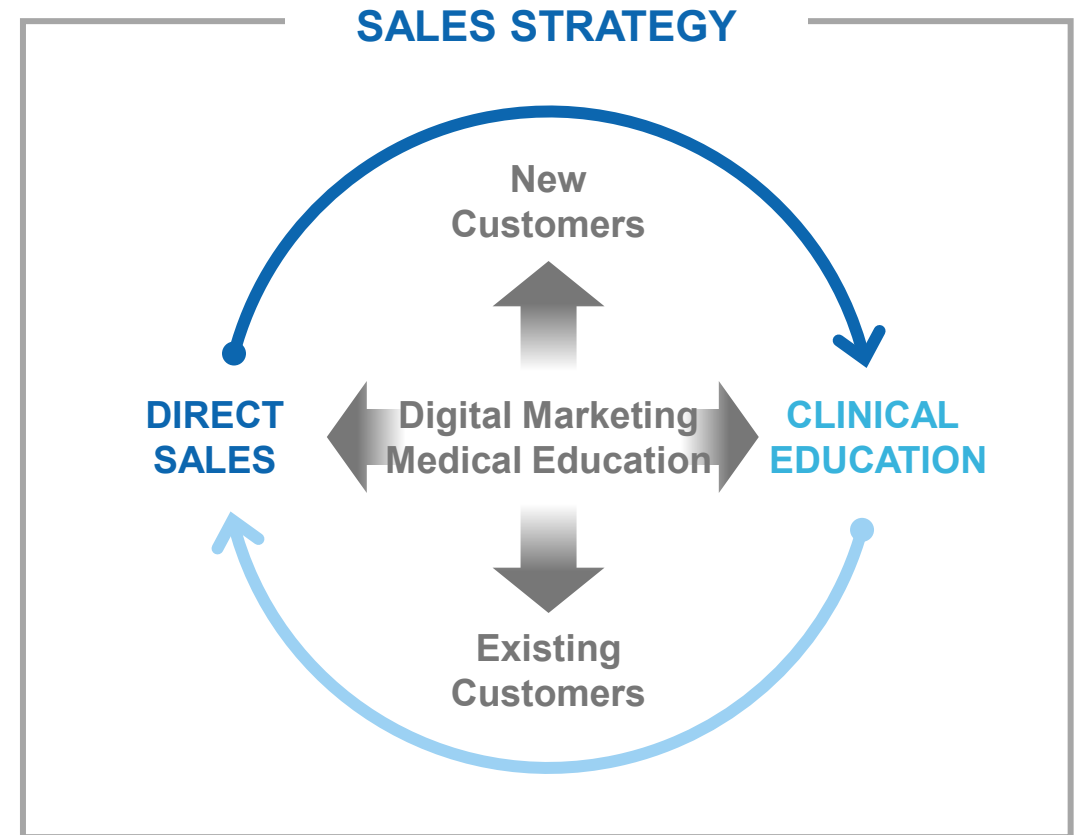 SALES STRATEGY
New
Customers
DIRECT
SALES
Digital Marketing
Medical Education
CLINICAL
EDUCATION
Existing
Customers